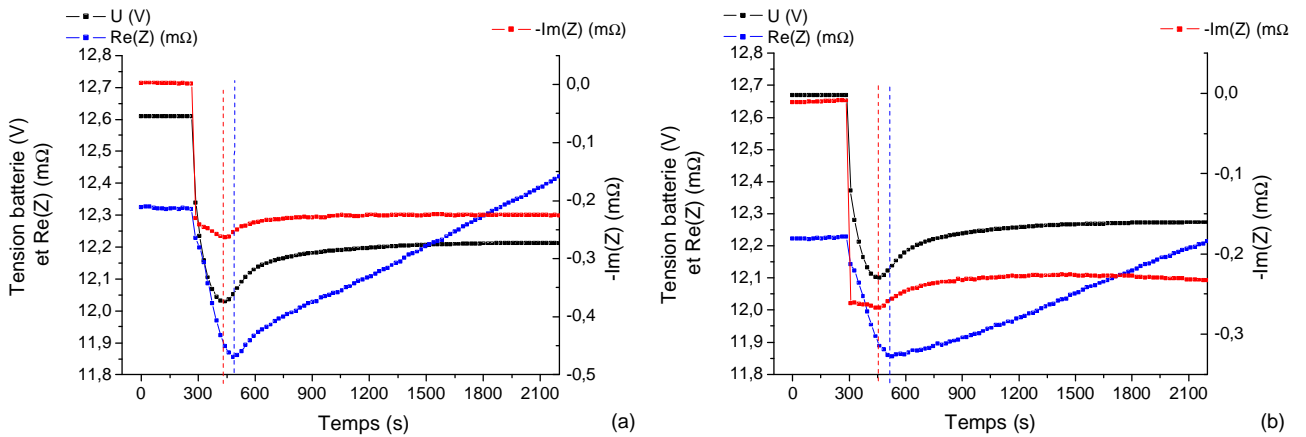 U (V)
Re(Z) (mΩ)
-Im(Z) (mΩ)
12,8
12,7
12,6
12,5
12,4
12,3
12,2
12,1
12,0
11,9
11,8
Tension batterie (V)
et Re(Z) (mΩ)
0,0
-0,1
-0,2
-0,3
-0,4
-0,5
-Im(Z) (mΩ)
0 300 600 900 1200 1500 1800 2100
Temps (s)
(a)
U (V)
Re(Z) (mΩ)
-Im(Z) (mΩ
12,8
12,7
12,6
12,5
12,4
12,3
12,2
12,1
12,0
11,9
11,8
Tension batterie (V)
et Re(Z) (mΩ)
0,0
-0,1
-0,2
-0,3
-Im(Z) (mΩ)
0 300 600 900 1200 1500 1800 2100
Temps (s)
(b)